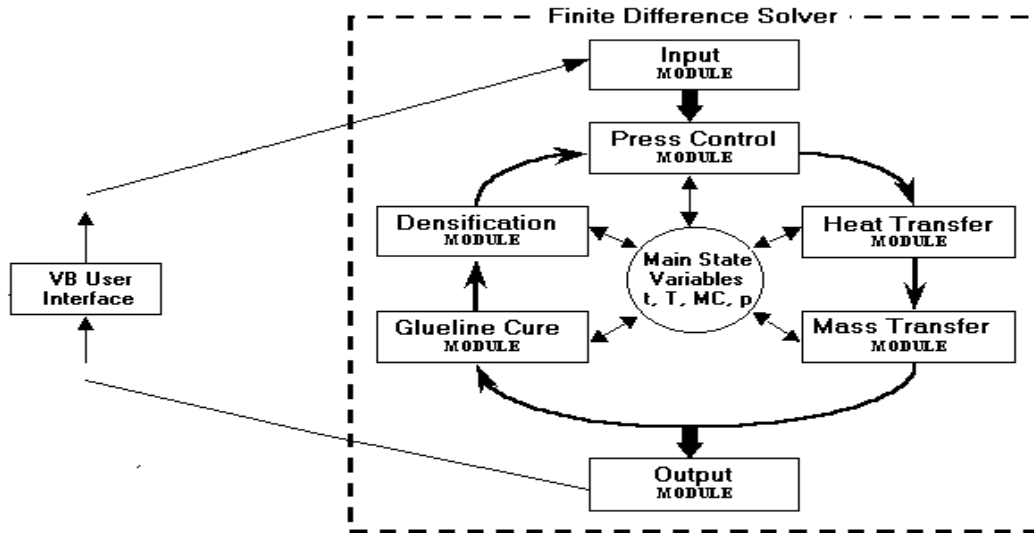 Finite Difference Solver
Input
MODULE
Press Control
MODULE
Densification
MODULE
Heat Transfer
MODULE
Main State
Variables
t, T, MC, p
VB User
Interface
Glueline Cure
MODULE
Mass Transfer
MODULE
Output
MODULE